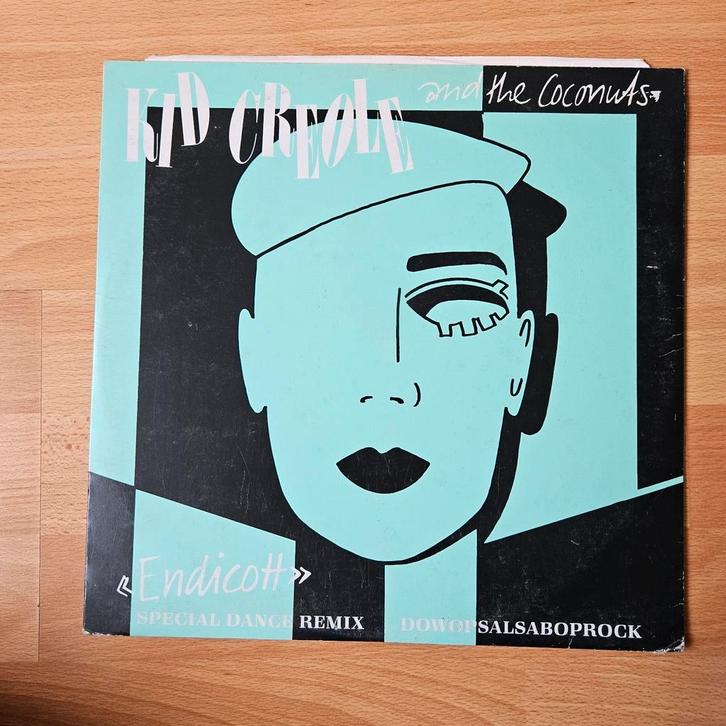 KID CREOLE and the Coconuts
«Endicott»
SPECIAL DANCE REMIX DOWOPSALSABOPROCK